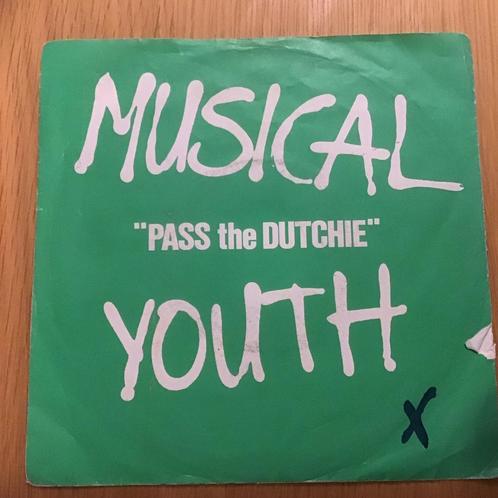 MUSICAL
"PASS the DUTCHIE"
YOUTH
X